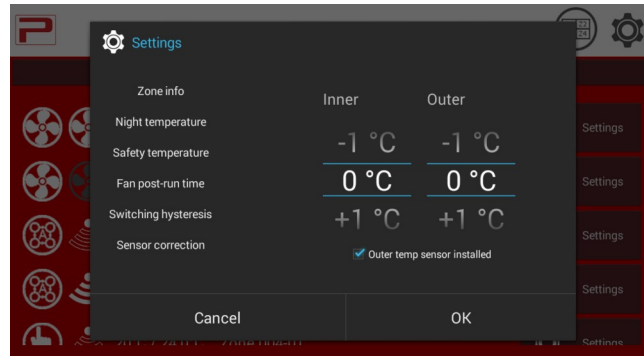 Settings
Zone info
Night temperature
Safety temperature
Fan post-run time
Switching hysteresis
Sensor correction
Inner Outer
-1 °C -1 °C
0 °C 0 °C
+1 °C +1 °C
Outer temp sensor installed
Cancel OK
Settings
Settings
Settings
Settings
Settings